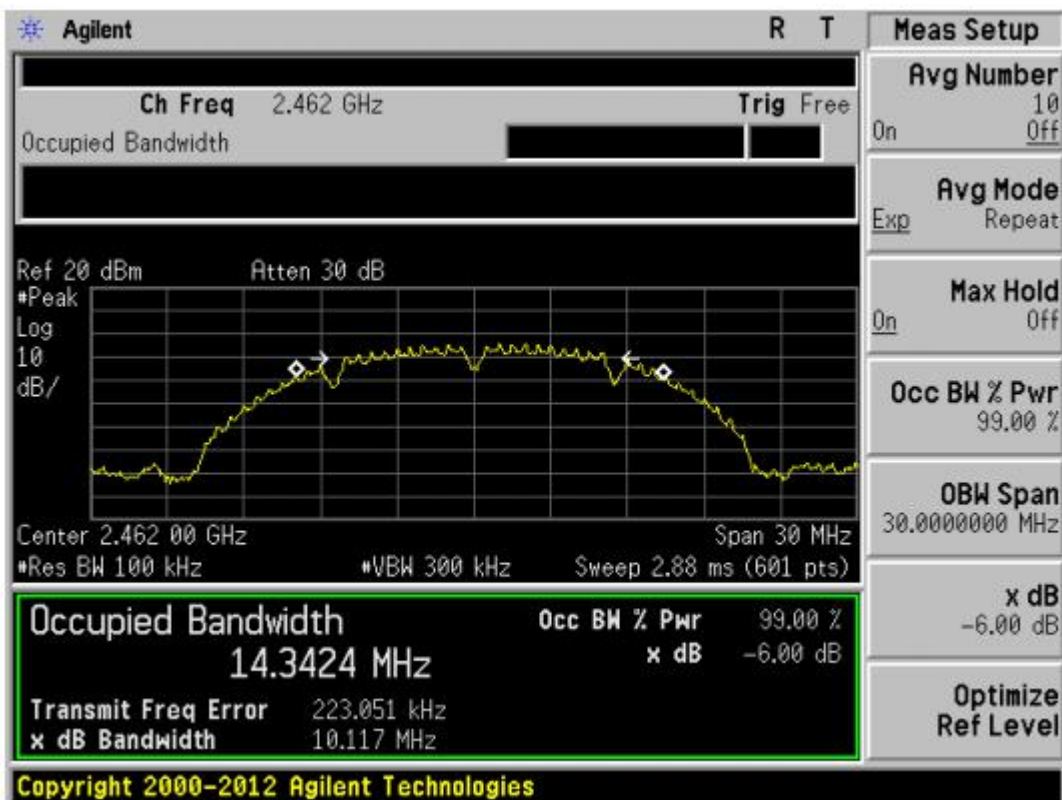 Agilent R T
Ch Freq 2.462 GHz Trig Free
Occupied Bandwidth
Ref 20 dBm Atten 30 dB
#Peak
Log
10
dB/
Center 2.462 00 GHz Span 30 MHz
#Res BW 100 kHz #VBW 300 kHz Sweep 2.88 ms (601 pts)
Occupied Bandwidth Occ BW % Pwr 99.00 %
14.3424 MHz x dB -6.00 dB
Transmit Freq Error 223.051 kHz
x dB Bandwidth 10.117 MHz
Copyright 2000-2012 Agilent Technologies
Meas Setup
Avg Number
10
On Off
Avg Mode
Exp Repeat
Max Hold
On Off
Occ BW % Pwr
99.00 %
OBW Span
30.0000000 MHz
x dB
-6.00 dB
Optimize
Ref Level